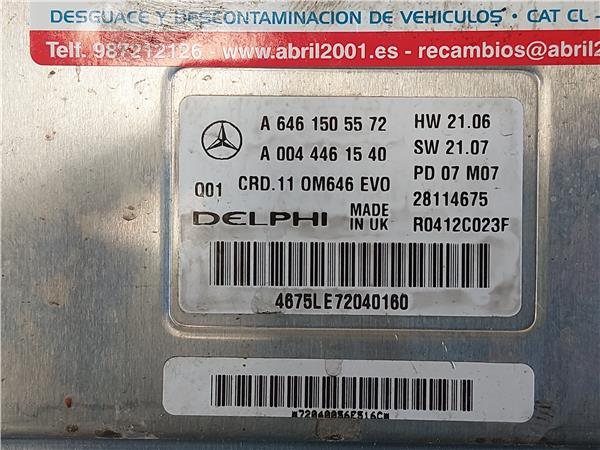 DESGUACE Y DESCONTAMINACION DE VEHICULOS • CAT CL -
Telf. 987212126 - www.abril2001.es - recambios@abril2
A 646 150 55 72 HW 21.06
A 004 446 15 40 SW 21.07
001 CRD.11 OM646 EVO PD 07 M07
28114675
DELPHI MADE IN UK R0412C023F
4675LE72040160
*72040056E516C*